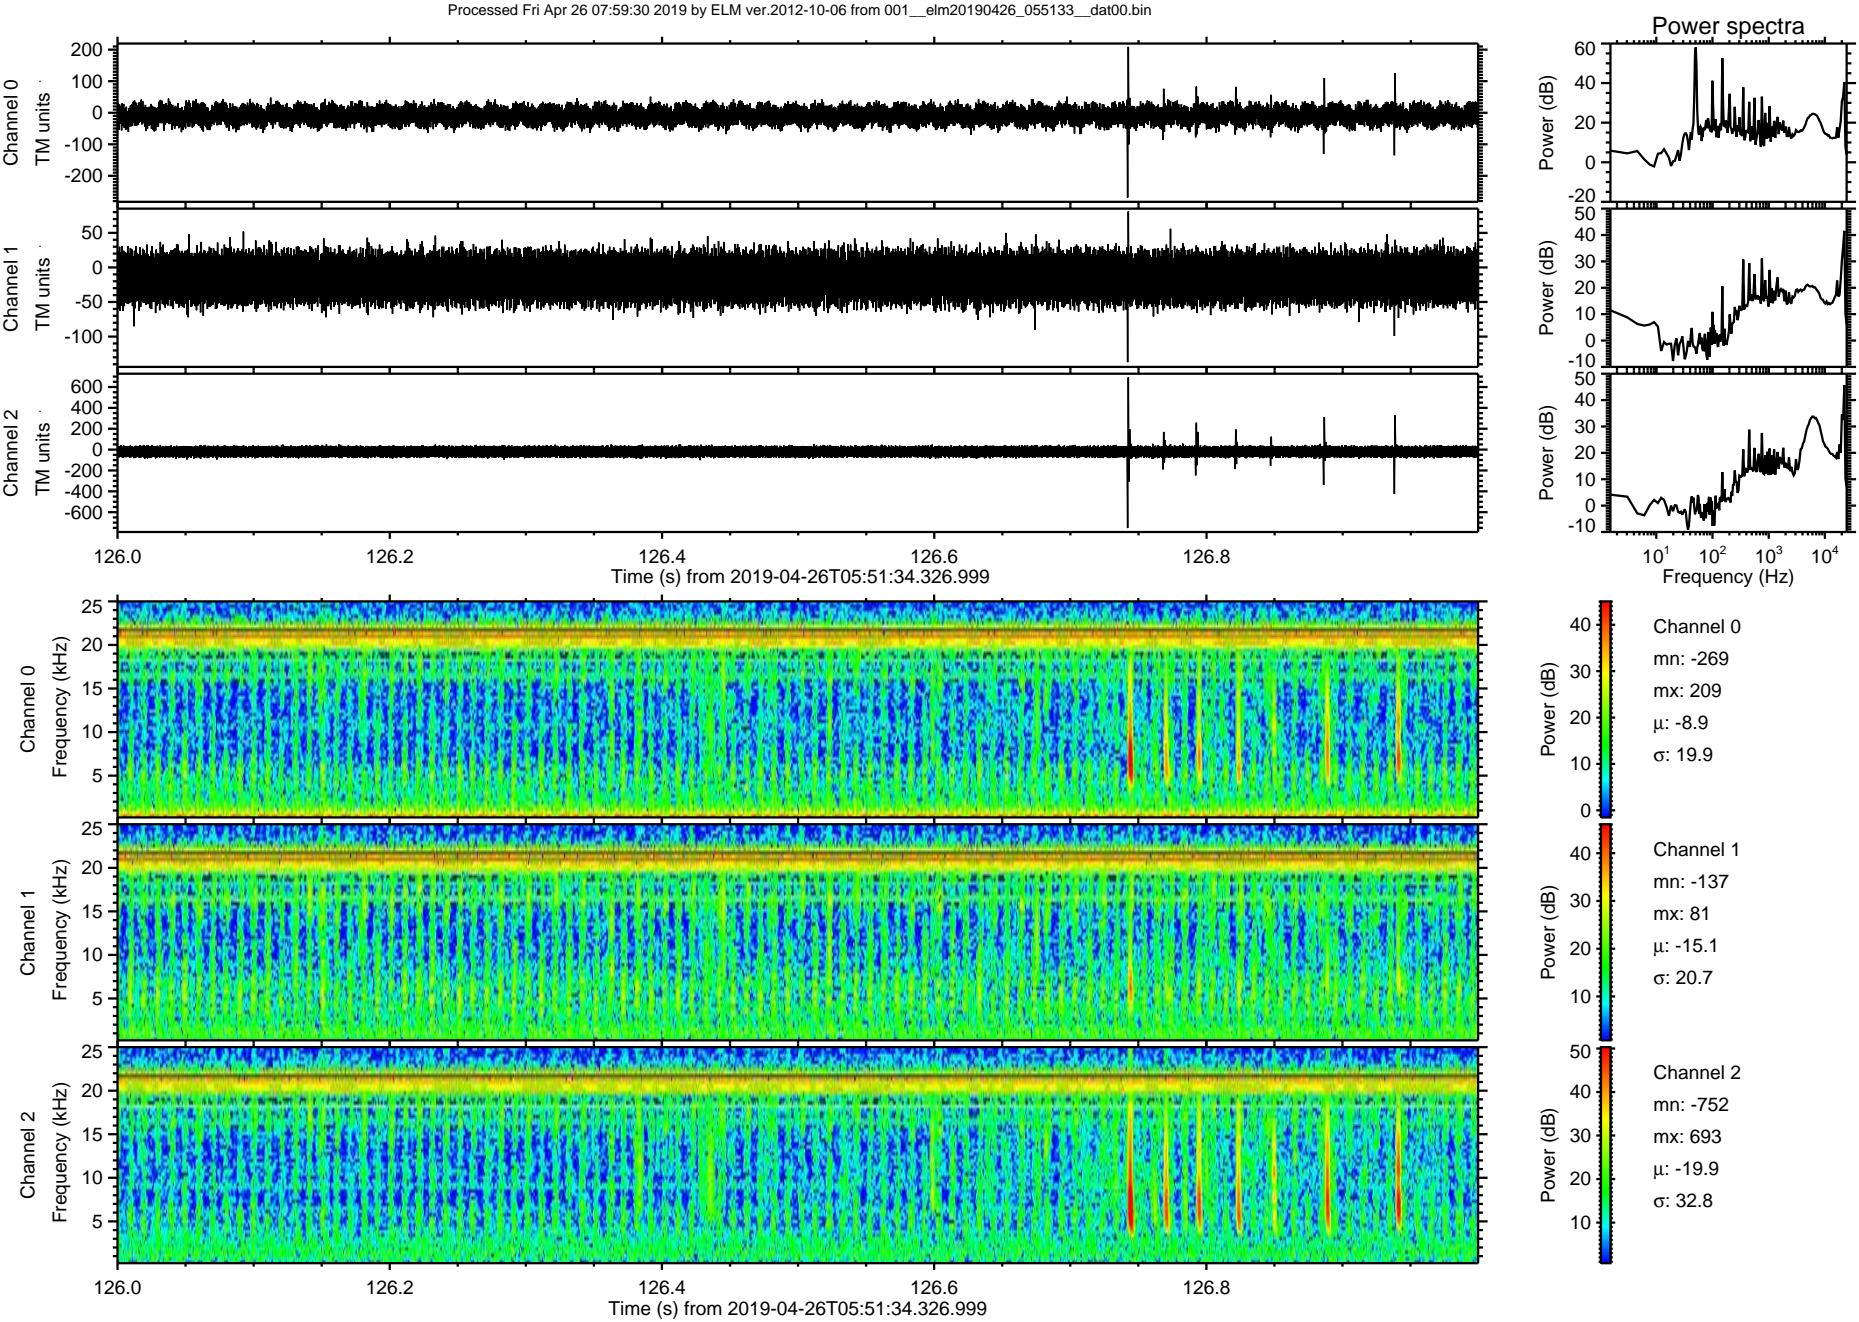 Processed Fri Apr 26 07:59:30 2019 by ELM ver.2012-10-06 from 001__elm20190426_055133__dat00.bin
Power spectra
Channel 0
TM units
200
100
0
-100
-200
Power (dB)
60
40
20
0
-20
Channel 1
TM units
50
0
-50
-100
Power (dB)
50
40
30
20
10
0
-10
Channel 2
TM units
600
400
200
0
-200
-400
-600
Power (dB)
50
40
30
20
10
0
-10
126.0 126.2 126.4 126.6 126.8
Time (s) from 2019-04-26T05:51:34.326.999
10¹ 10² 10³ 10⁴
Frequency (Hz)
Channel 0
Frequency (kHz)
25
20
15
10
5
Power (dB)
40
30
20
10
0
Channel 0
mn: -269
mx: 209
μ: -8.9
σ: 19.9
Channel 1
Frequency (kHz)
25
20
15
10
5
Power (dB)
40
30
20
10
Channel 1
mn: -137
mx: 81
μ: -15.1
σ: 20.7
Channel 2
Frequency (kHz)
25
20
15
10
5
Power (dB)
50
40
30
20
10
Channel 2
mn: -752
mx: 693
μ: -19.9
σ: 32.8
126.0 126.2 126.4 126.6 126.8
Time (s) from 2019-04-26T05:51:34.326.999